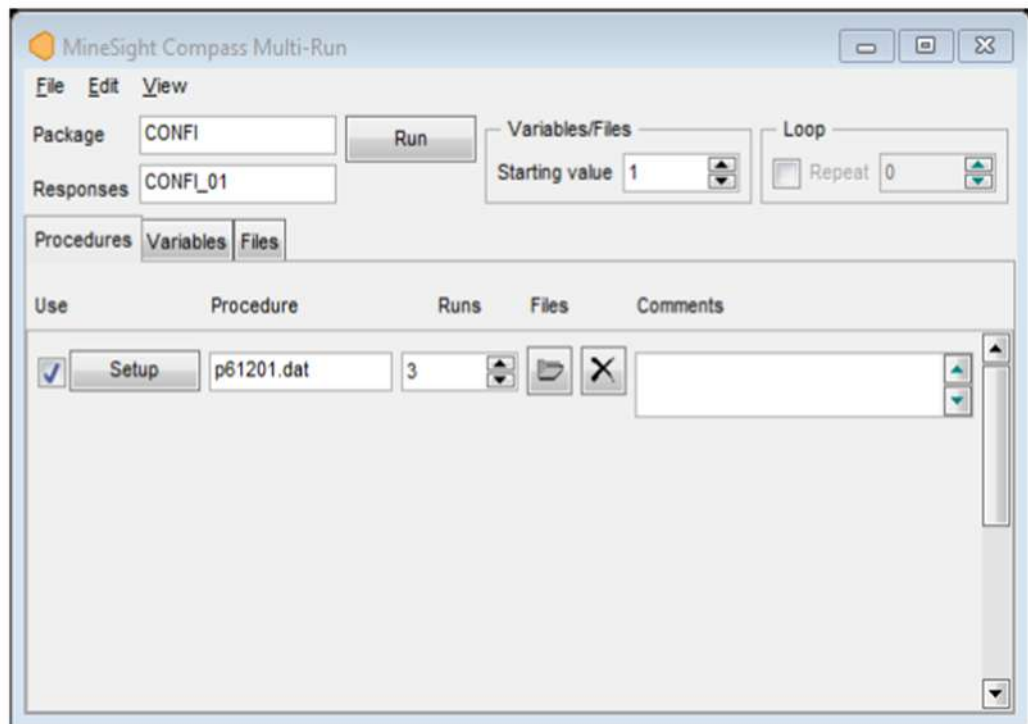 MineSight Compass Multi-Run
File Edit View
Package CONFI Run Variables/Files Loop
Starting value 1 Repeat 0
Responses CONFI_01
Procedures Variables Files
Use Procedure Runs Files Comments
Setup p61201.dat 3